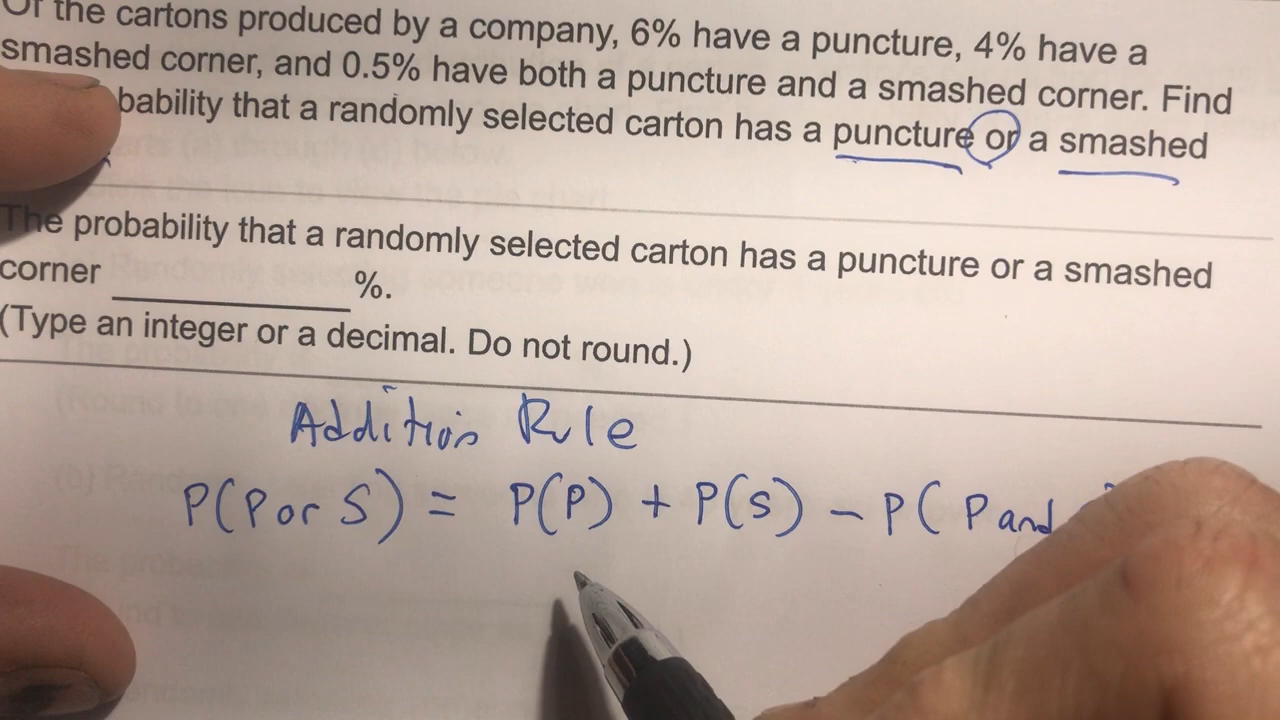 Of the cartons produced by a company, 6% have a puncture, 4% have a
smashed corner, and 0.5% have both a puncture and a smashed corner. Find
bability that a randomly selected carton has a puncture or a smashed
The probability that a randomly selected carton has a puncture or a smashed
corner ____________ %.
(Type an integer or a decimal. Do not round.)
Addition Rule
P(P or S) = P(P) + P(S) - P( P and